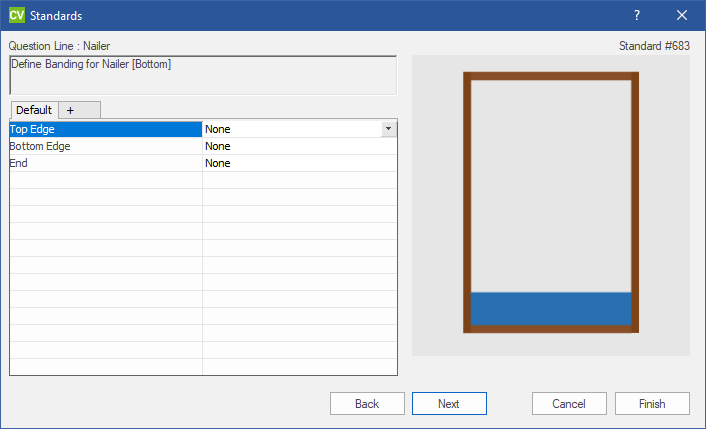 CV Standards ?
Question Line : Nailer Standard #683
Define Banding for Nailer [Bottom]
Default +
Top Edge None
Bottom Edge None
End None
Back Next Cancel Finish